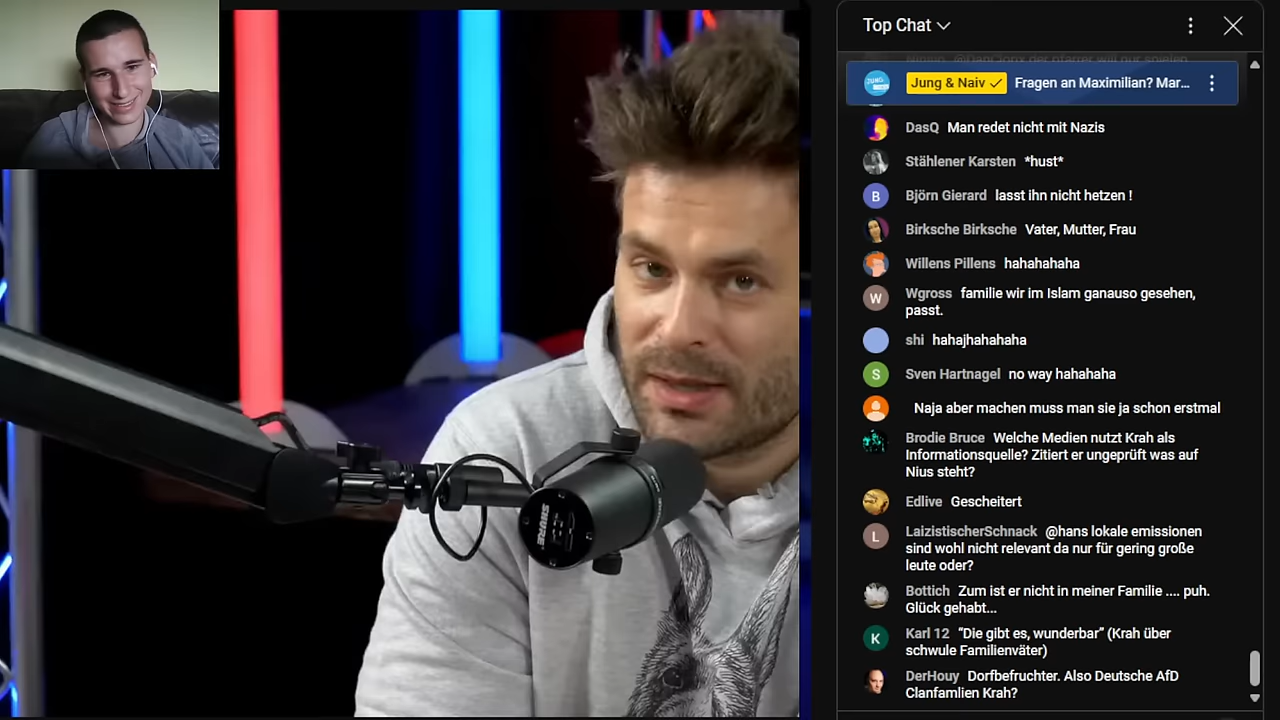 Top Chat
Jung & Naiv Fragen an Maximilian? Mar...
DasQ Man redet nicht mit Nazis
Stählener Karsten *hust*
B Björn Gierard lasst ihn nicht hetzen !
Birksche Birksche Vater, Mutter, Frau
Willens Pillens hahahahaha
W Wgross familie wir im Islam ganauso gesehen,
passt.
shi hahajhahahaha
S Sven Hartnagel no way hahahaha
Naja aber machen muss man sie ja schon erstmal
Brodie Bruce Welche Medien nutzt Krah als
Informationsquelle? Zitiert er ungeprüft was auf
Nius steht?
Edlive Gescheitert
L LaizistischerSchnack @hans lokale emissionen
sind wohl nicht relevant da nur für gering große
leute oder?
Bottich Zum ist er nicht in meiner Familie .... puh.
Glück gehabt...
K Karl 12 “Die gibt es, wunderbar” (Krah über
schwule Familienväter)
DerHouy Dorfbefruchter. Also Deutsche AfD
Clanfamlien Krah?
SHURE